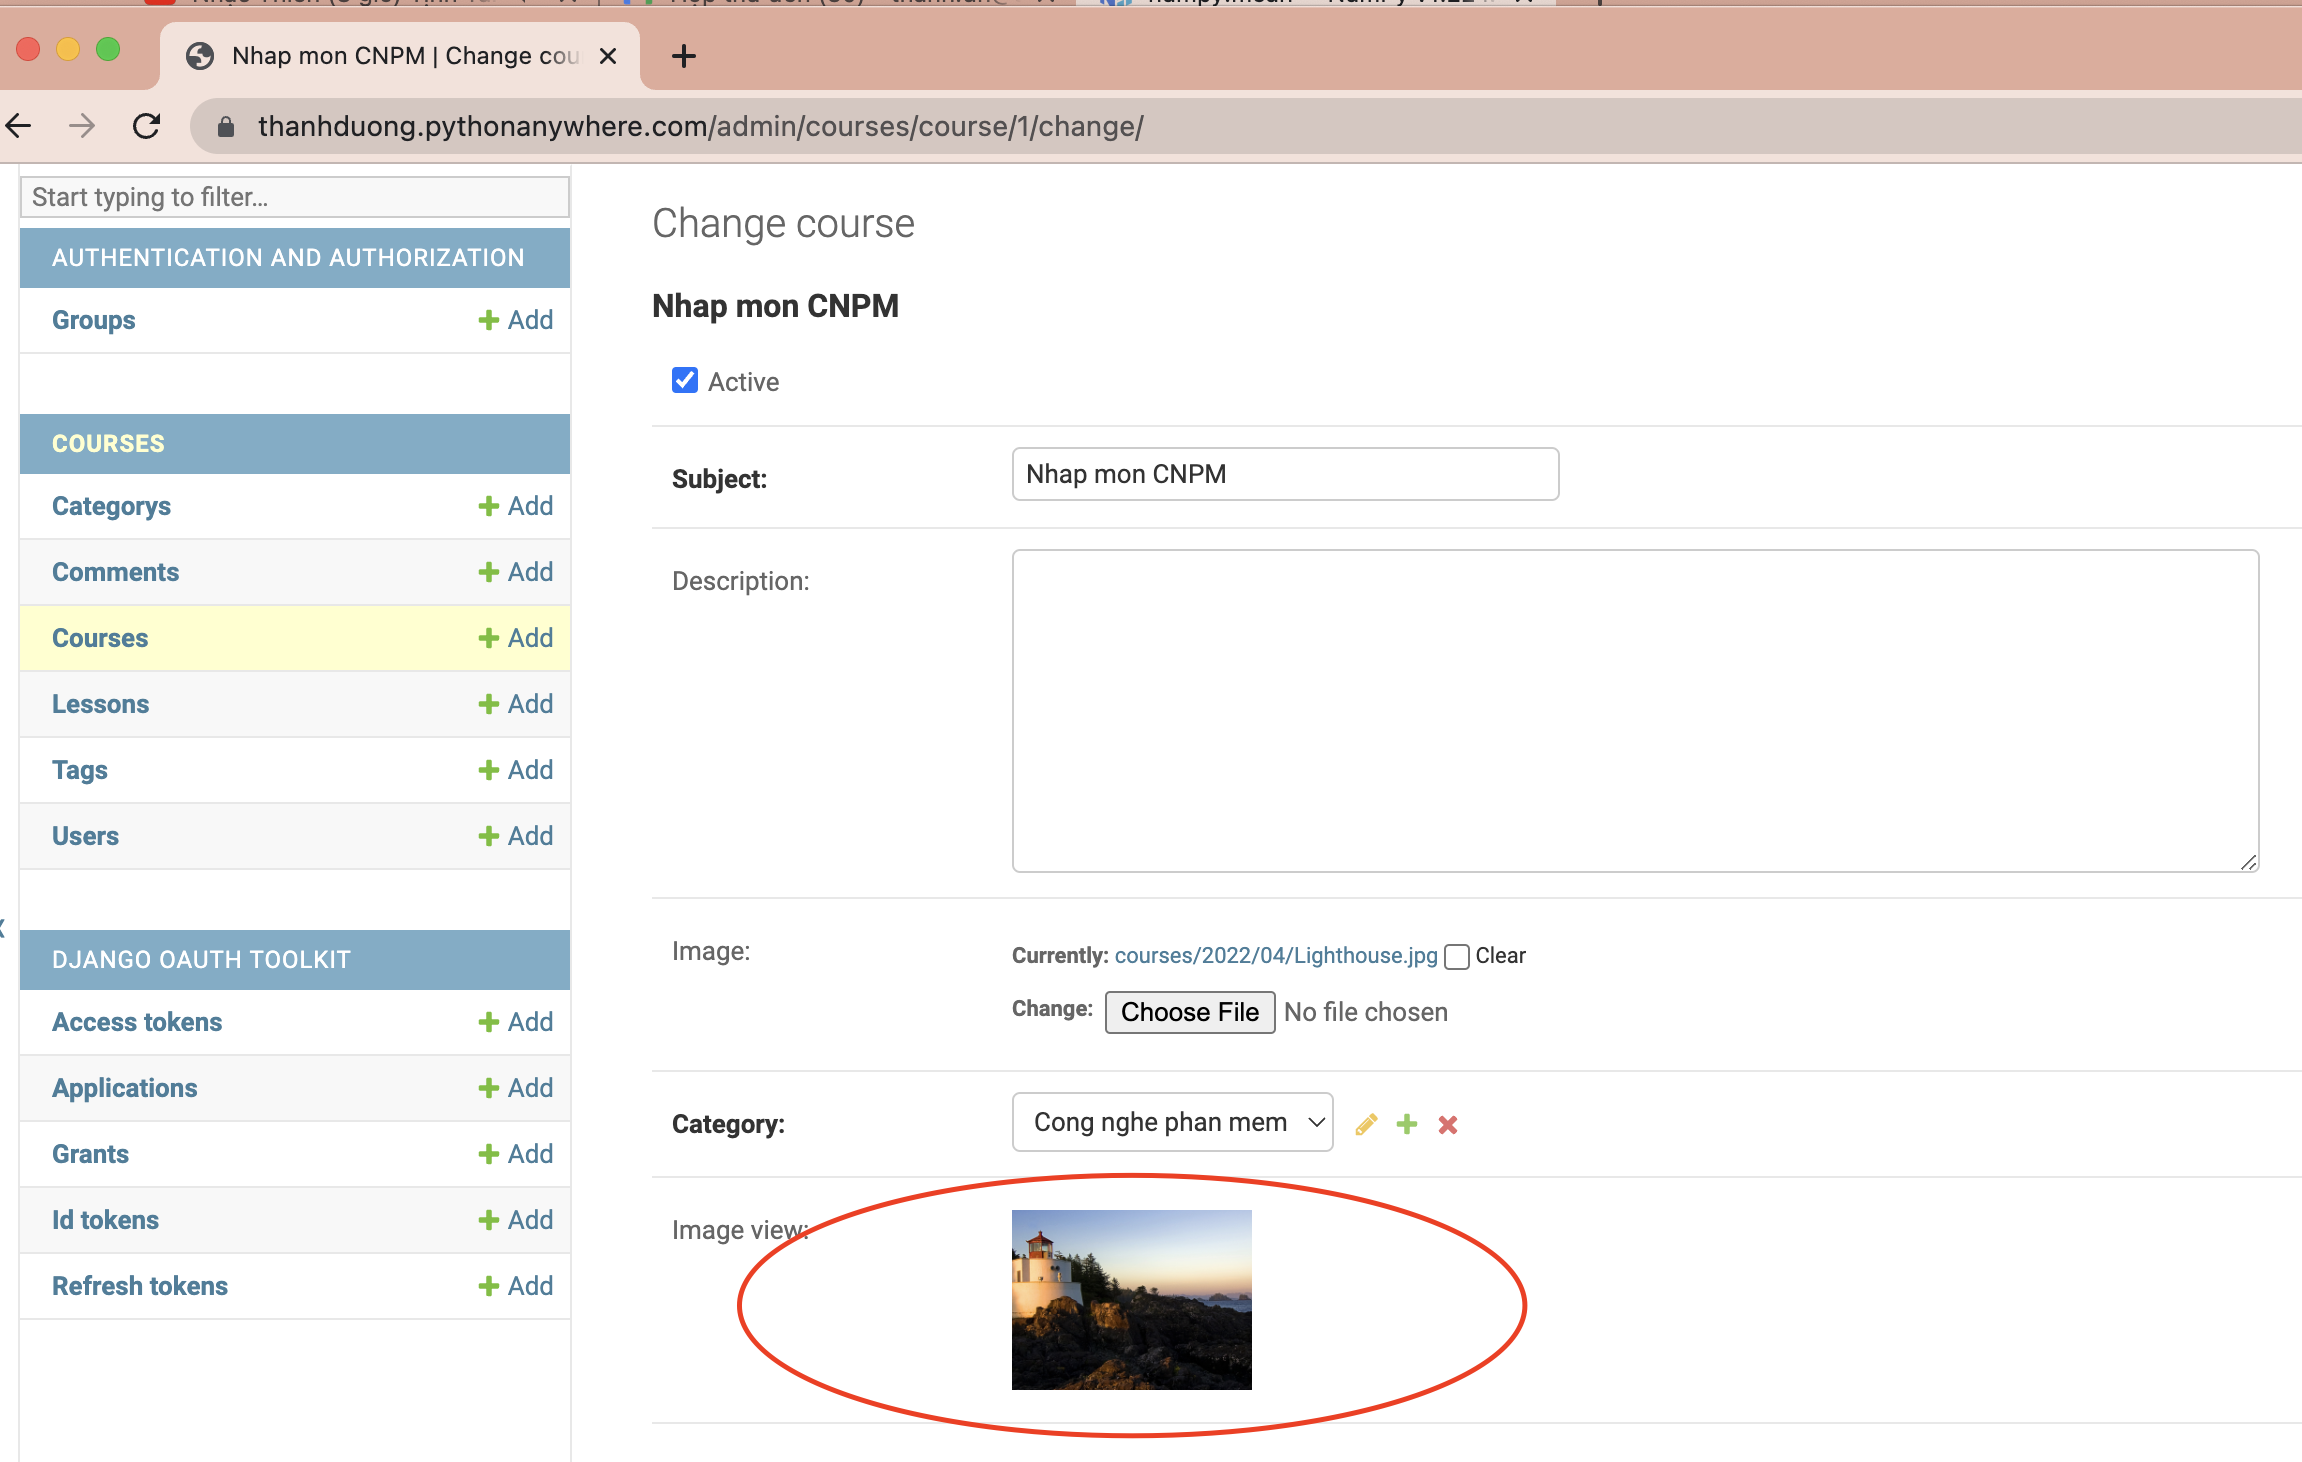 Nhap mon CNPM | Change cou
thanhduong.pythonanywhere.com/admin/courses/course/1/change/
Start typing to filter...
AUTHENTICATION AND AUTHORIZATION
Groups Add
COURSES
Categorys Add
Comments Add
Courses Add
Lessons Add
Tags Add
Users Add
DJANGO OAUTH TOOLKIT
Access tokens Add
Applications Add
Grants Add
Id tokens Add
Refresh tokens Add
Change course
Nhap mon CNPM
Active
Subject: Nhap mon CNPM
Description:
Image: Currently: courses/2022/04/Lighthouse.jpg Clear
Change: Choose File No file chosen
Category: Cong nghe phan mem
Image view: